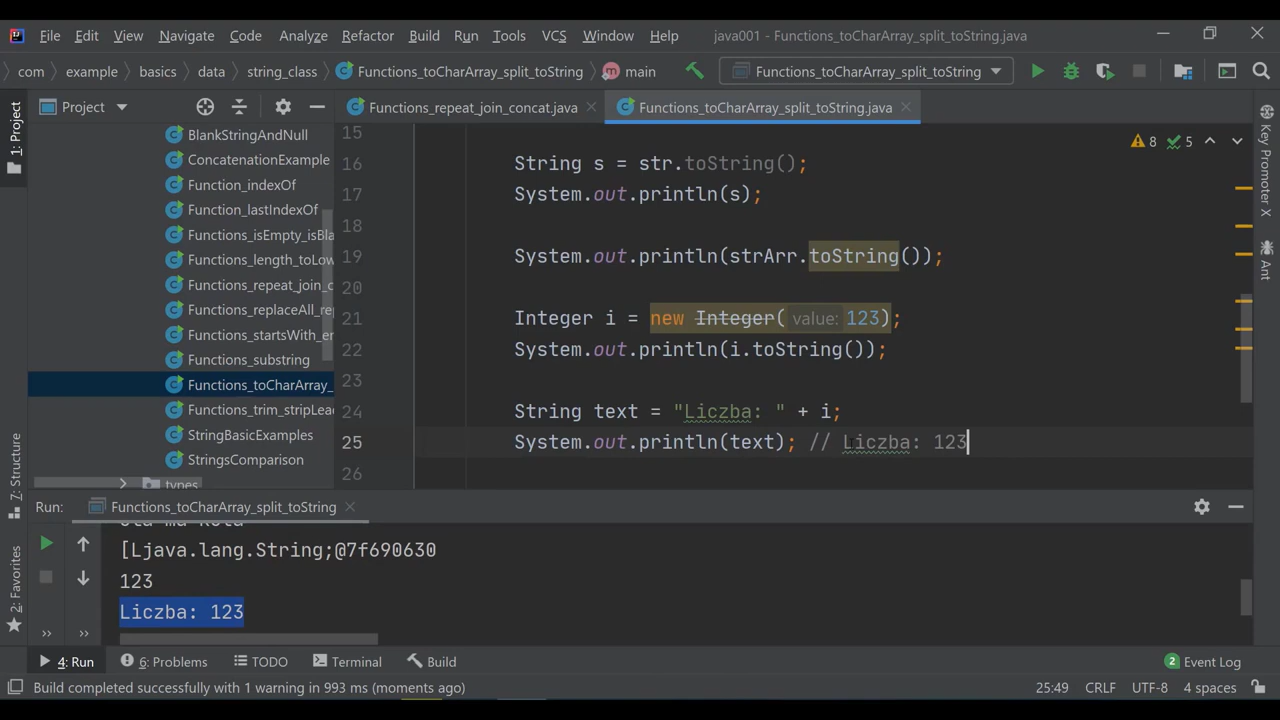 File Edit View Navigate Code Analyze Refactor Build Run Tools VCS Window Help java001 - Functions_toCharArray_split_toString.java
com example basics data string_class Functions_toCharArray_split_toString main Functions_toCharArray_split_toString
1: Project
7: Structure
2: Favorites
Project
BlankStringAndNull
ConcatenationExample
Function_indexOf
Function_lastIndexOf
Functions_isEmpty_isBla
Functions_length_toLow
Functions_repeat_join_c
Functions_replaceAll_rep
Functions_startsWith_er
Functions_substring
Functions_toCharArray_
Functions_trim_stripLea
StringBasicExamples
StringsComparison
types
Functions_repeat_join_concat.java Functions_toCharArray_split_toString.java
8 5
15
16 String s = str.toString();
17 System.out.println(s);
18
19 System.out.println(strArr.toString());
20
21 Integer i = new Integer( value: 123);
22 System.out.println(i.toString());
23
24 String text = "Liczba: " + i;
25 System.out.println(text); // Liczba: 123
26
Key Promoter X
Ant
Run: Functions_toCharArray_split_toString
[Ljava.lang.String;@7f690630
123
Liczba: 123
4: Run 6: Problems TODO Terminal Build 2 Event Log
Build completed successfully with 1 warning in 993 ms (moments ago) 25:49 CRLF UTF-8 4 spaces